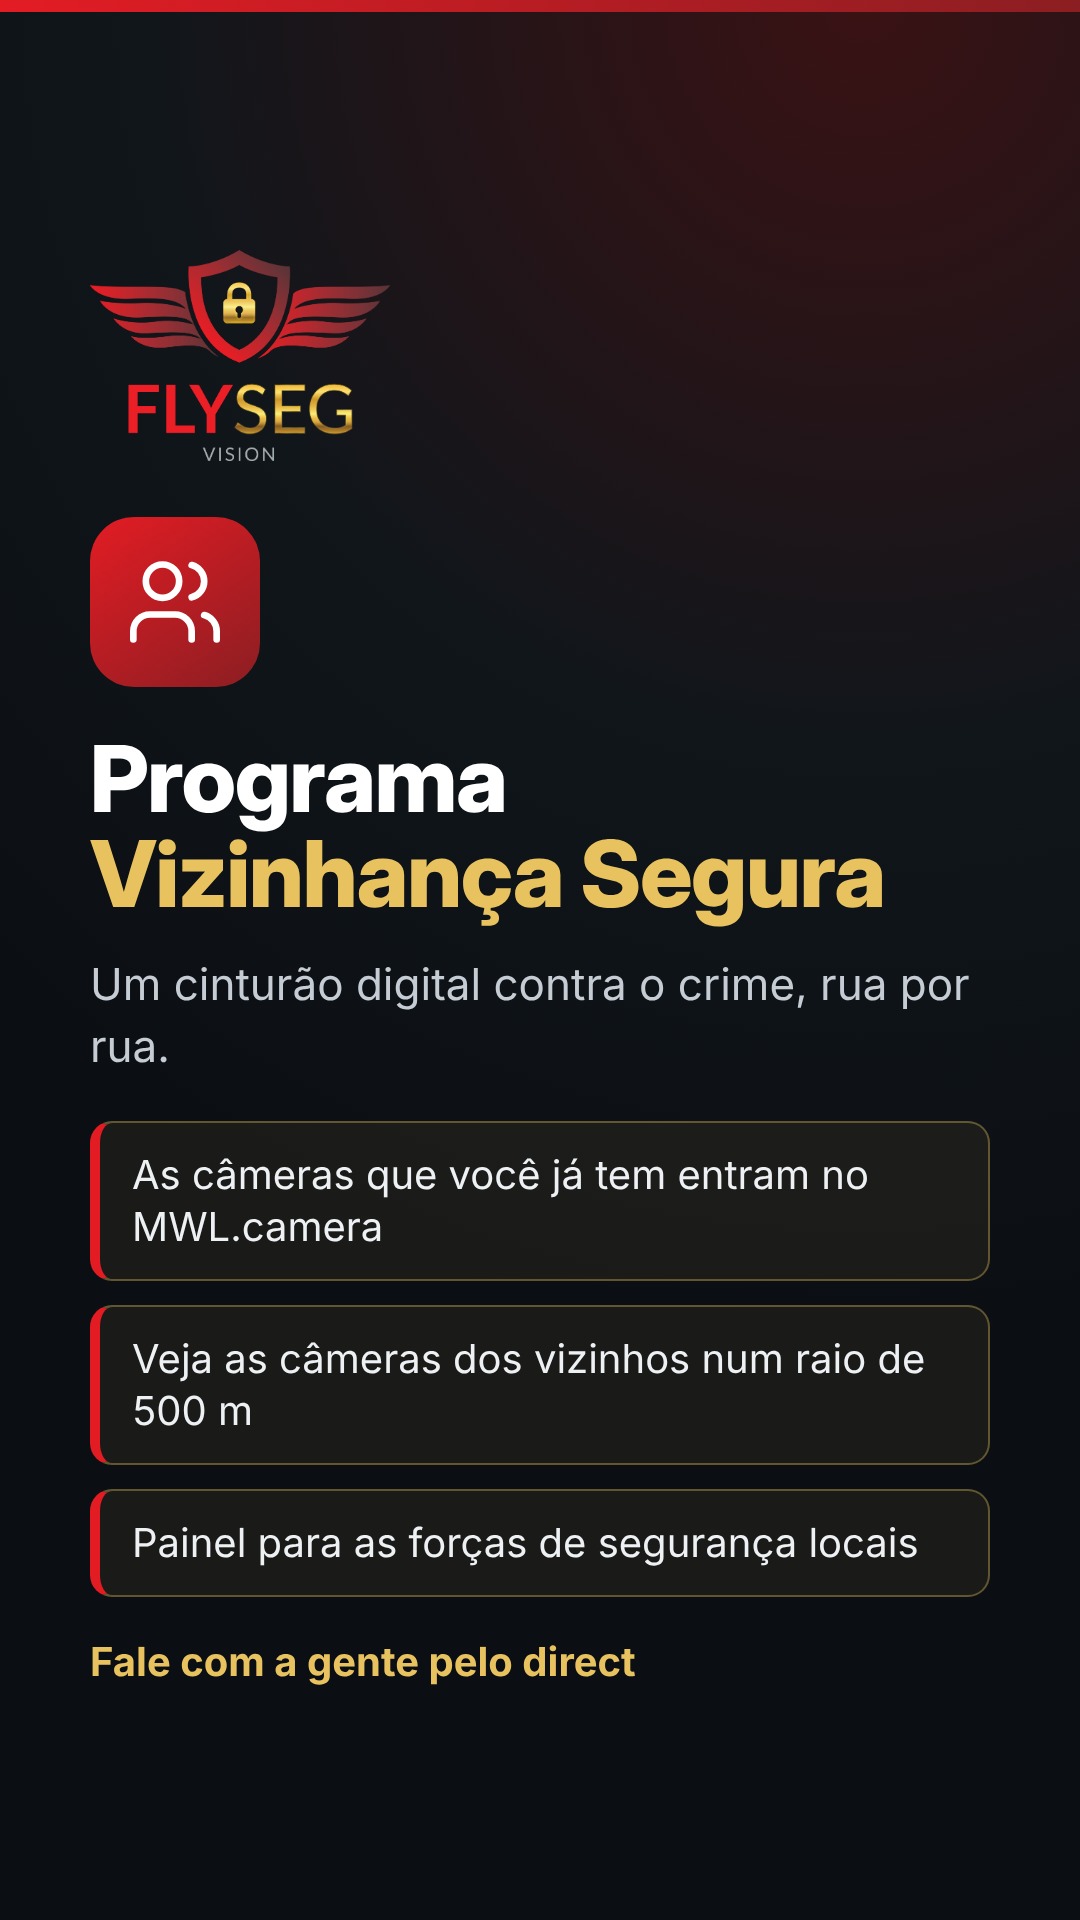 FLYSEG
VISION
Programa
Vizinhança Segura
Um cinturão digital contra o crime, rua por
rua.
As câmeras que você já tem entram no
MWL.camera
Veja as câmeras dos vizinhos num raio de
500 m
Painel para as forças de segurança locais
Fale com a gente pelo direct